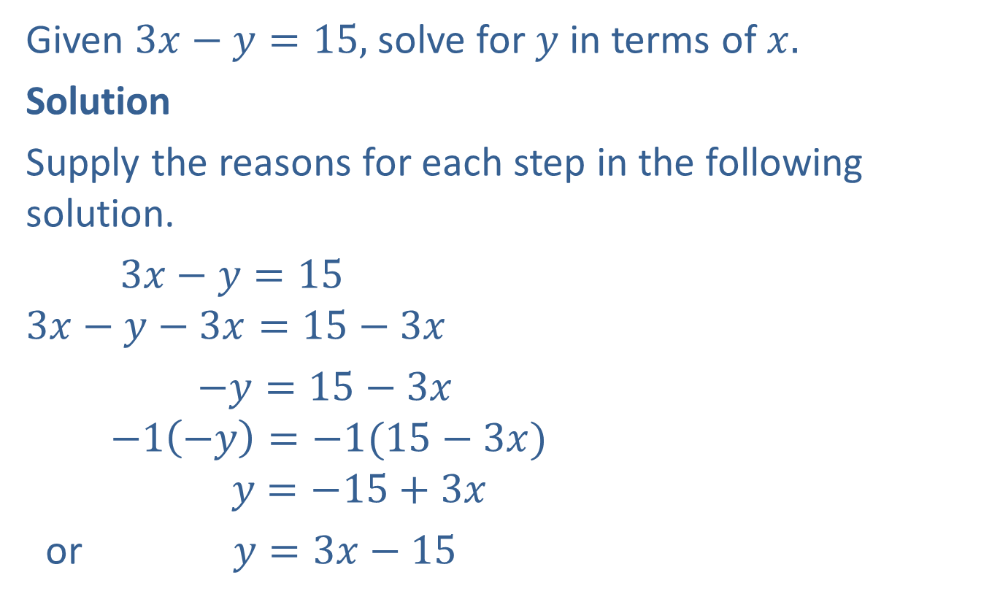 Given 3x − y = 15, solve for y in terms of x.
Solution
Supply the reasons for each step in the following
solution.
3x − y = 15
3x − y − 3x = 15 − 3x
−y = 15 − 3x
−1(−y) = −1(15 − 3x)
y = −15 + 3x
or y = 3x − 15